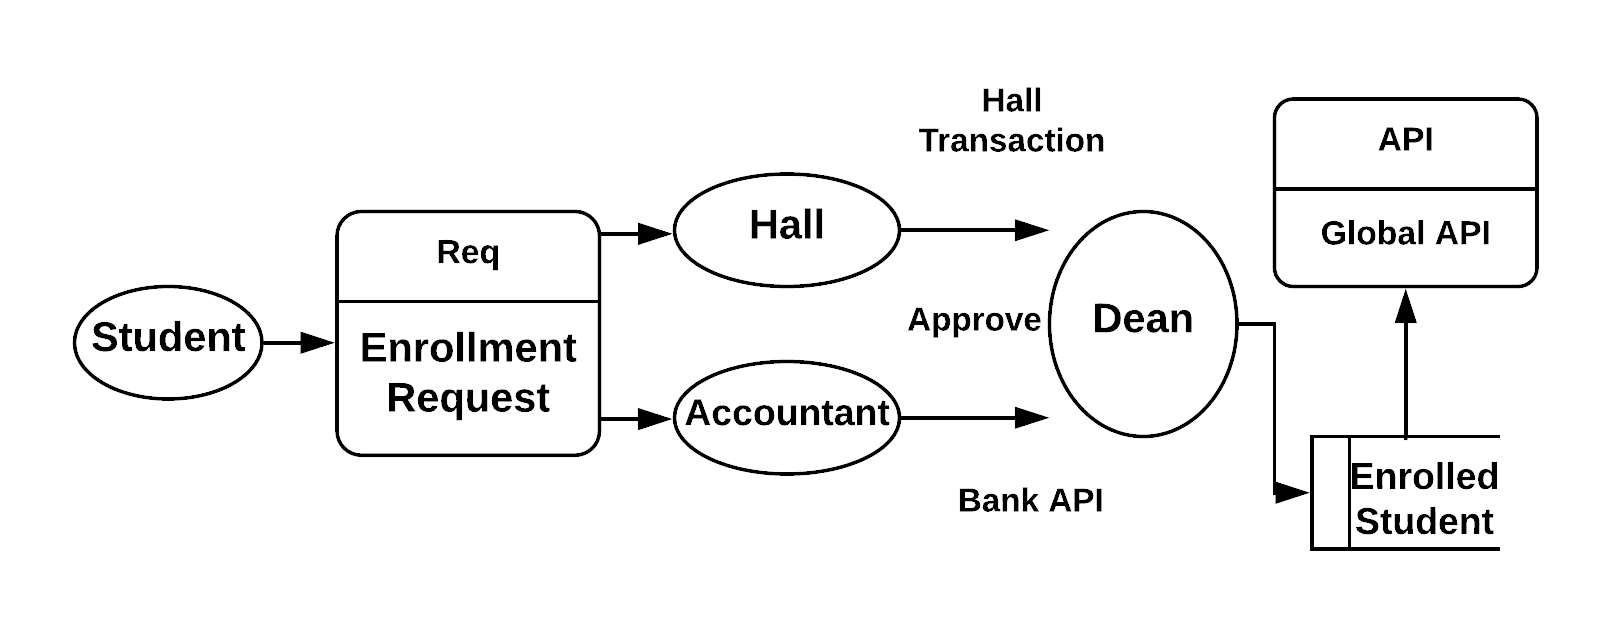 Student
Req
Enrollment
Request
Hall
Accountant
Hall
Transaction
Approve
Bank API
Dean
API
Global API
Enrolled
Student